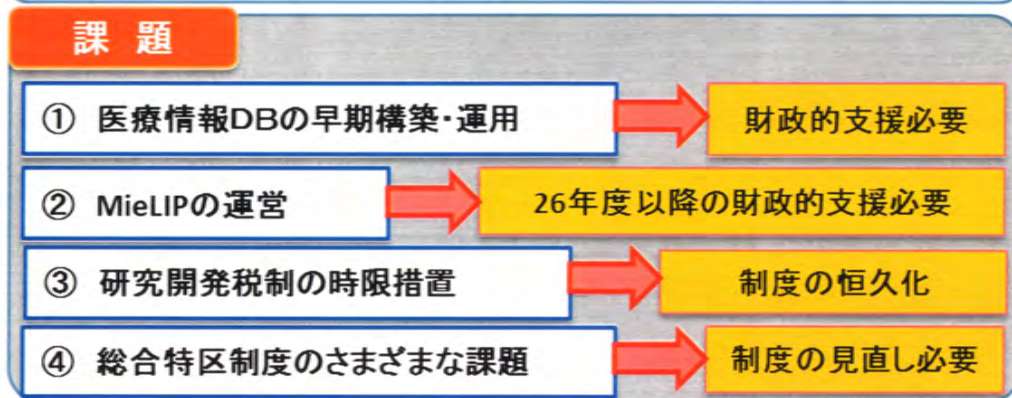 課 題
① 医療情報DBの早期構築・運用
財政的支援必要
② MieLIPの運営
26年度以降の財政的支援必要
③ 研究開発税制の時限措置
制度の恒久化
④ 総合特区制度のさまざまな課題
制度の見直し必要